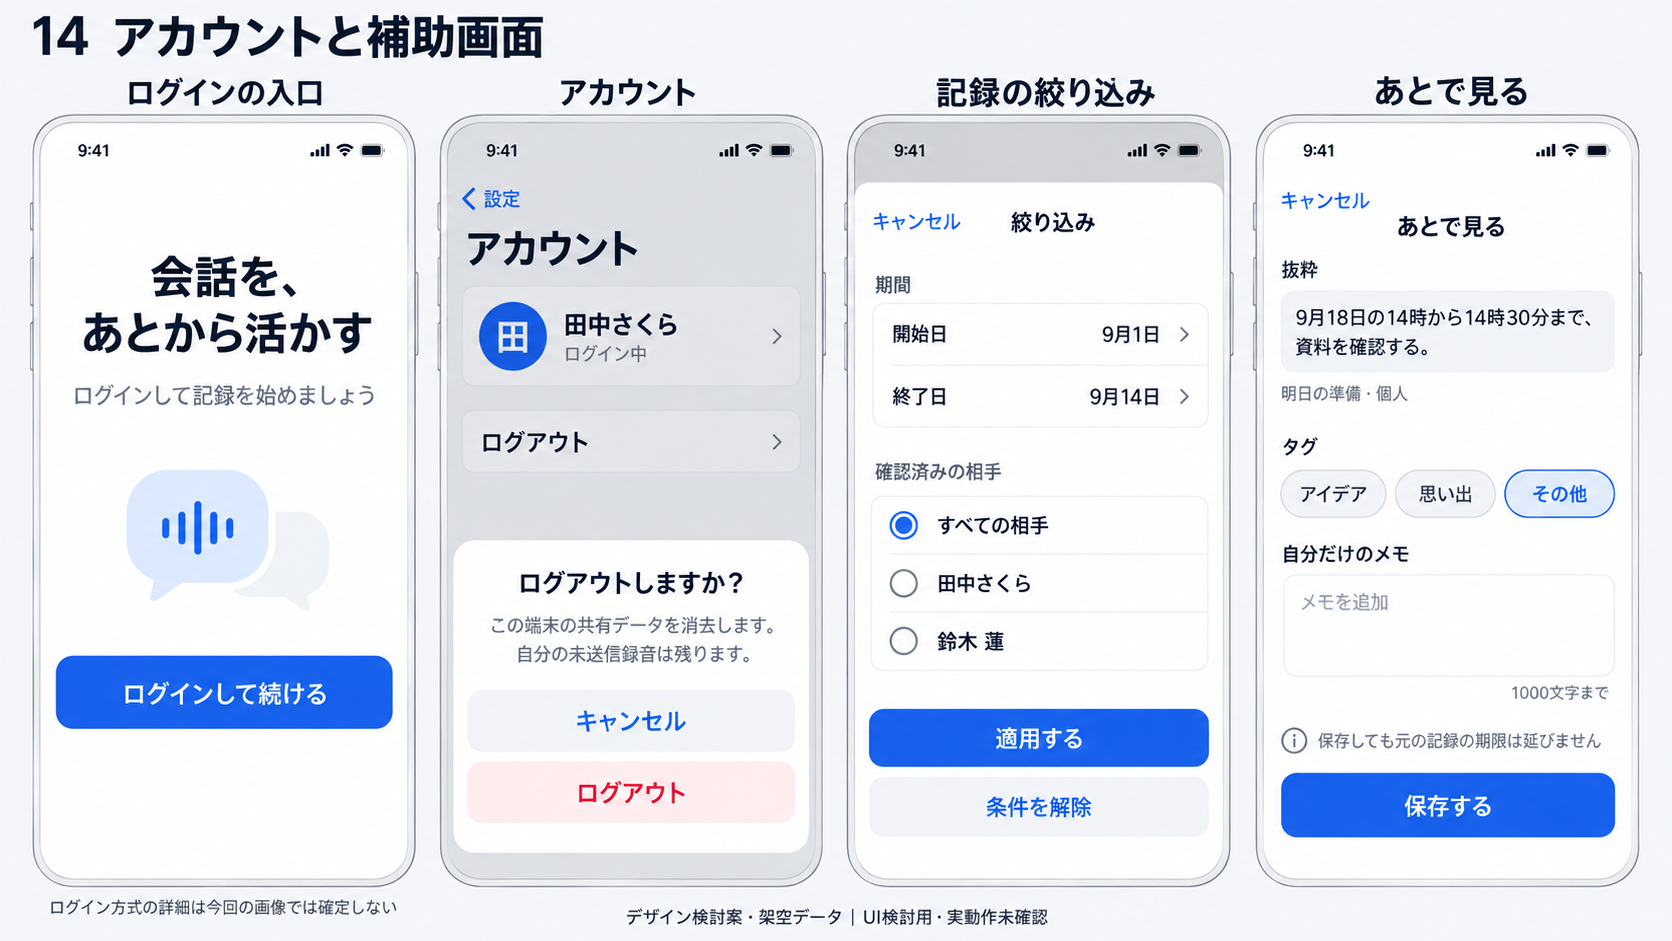 14 アカウントと補助画面
ログインの入口
9:41
会話を、
あとから活かす
ログインして記録を始めましょう
ログインして続ける
ログイン方式の詳細は今回の画像では確定しない
アカウント
9:41
設定
アカウント
田
田中さくら
ログイン中
ログアウト
ログアウトしますか？
この端末の共有データを消去します。
自分の未送信録音は残ります。
キャンセル
ログアウト
記録の絞り込み
9:41
キャンセル 絞り込み
期間
開始日 9月1日
終了日 9月14日
確認済みの相手
すべての相手
田中さくら
鈴木 蓮
適用する
条件を解除
あとで見る
9:41
キャンセル
あとで見る
抜粋
9月18日の14時から14時30分まで、
資料を確認する。
明日の準備・個人
タグ
アイデア 思い出 その他
自分だけのメモ
メモを追加
1000文字まで
保存しても元の記録の期限は延びません
保存する
デザイン検討案・架空データ｜UI検討用・実動作未確認